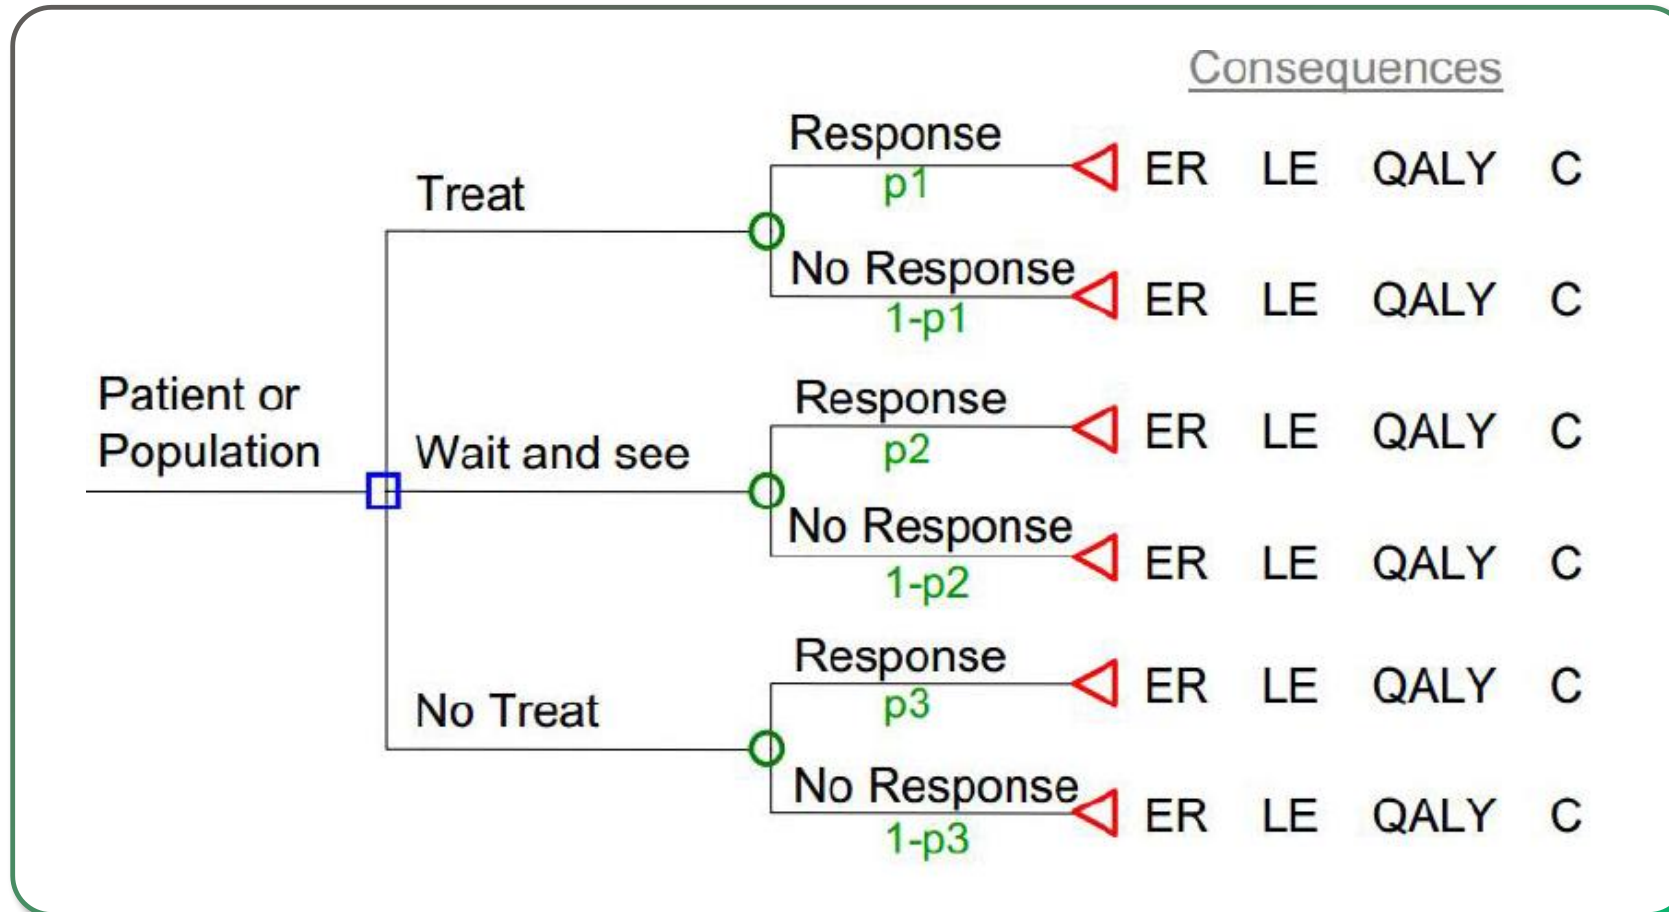 Consequences
Response
p1
ER LE QALY C
Treat
No Response
1-p1
ER LE QALY C
Patient or
Population
Wait and see
Response
p2
ER LE QALY C
No Response
1-p2
ER LE QALY C
No Treat
Response
p3
ER LE QALY C
No Response
1-p3
ER LE QALY C